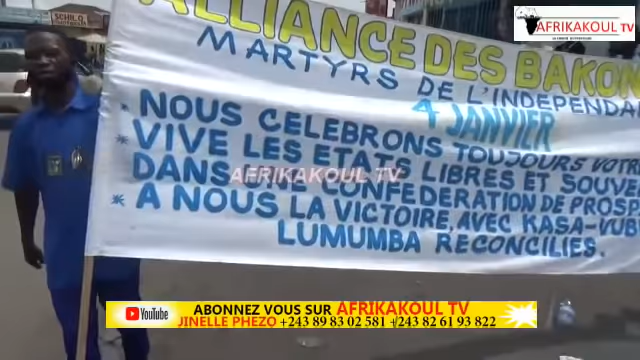 SCHILO
AFRIKAKOUL TV
ALLIANCE DES BAKON
MARTYRS DE L'INDEPENDA
4 JANVIER
* NOUS CELEBRONS TOUJOURS VOTR
* VIVE LES ETATS LIBRES ET SOUVE
DANS UNE CONFEDERATION DE PROSP
* A NOUS LA VICTOIRE, AVEC KASA-VUB
LUMUMBA RECONCILIES.
AFRIKAKOUL TV
YouTube
ABONNEZ VOUS SUR AFRIKAKOUL TV
JINELLE PHEZO +243 89 83 02 581 +243 82 61 93 822